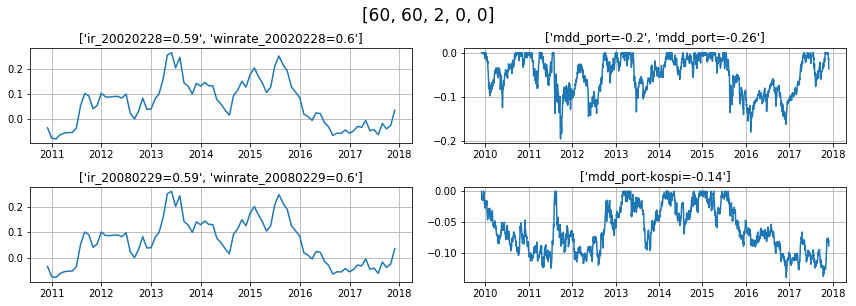 [60, 60, 2, 0, 0]
['ir_20020228=0.59', 'winrate_20020228=0.6']
0.2
0.1
0.0
2011 2012 2013 2014 2015 2016 2017 2018
['mdd_port=-0.2', 'mdd_port=-0.26']
0.0
−0.1
−0.2
2010 2011 2012 2013 2014 2015 2016 2017 2018
['ir_20080229=0.59', 'winrate_20080229=0.6']
0.2
0.1
0.0
2011 2012 2013 2014 2015 2016 2017 2018
['mdd_port-kospi=-0.14']
0.00
−0.05
−0.10
2010 2011 2012 2013 2014 2015 2016 2017 2018